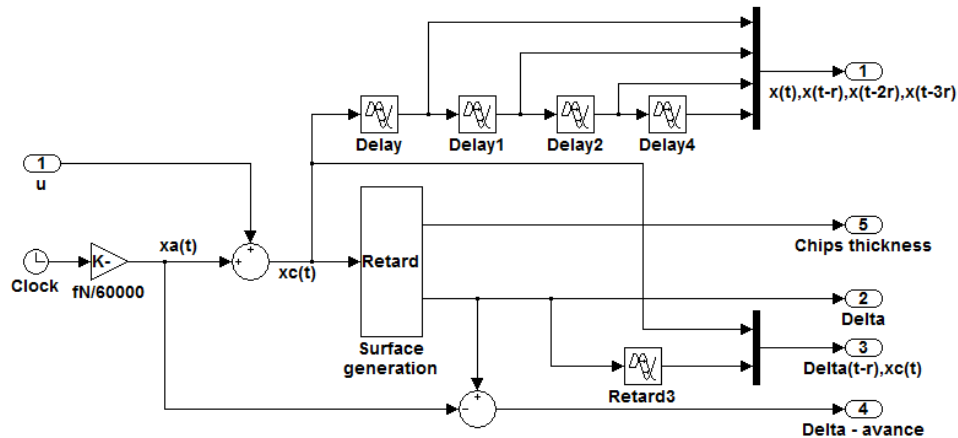 1
x(t),x(t-r),x(t-2r),x(t-3r)
Delay
Delay1
Delay2
Delay4
1
u
5
Chips thickness
xa(t)
+
+
xc(t)
Retard
K-
Clock
fN/60000
2
Delta
Surface
generation
3
Delta(t-r),xc(t)
Retard3
+
-
4
Delta - avance